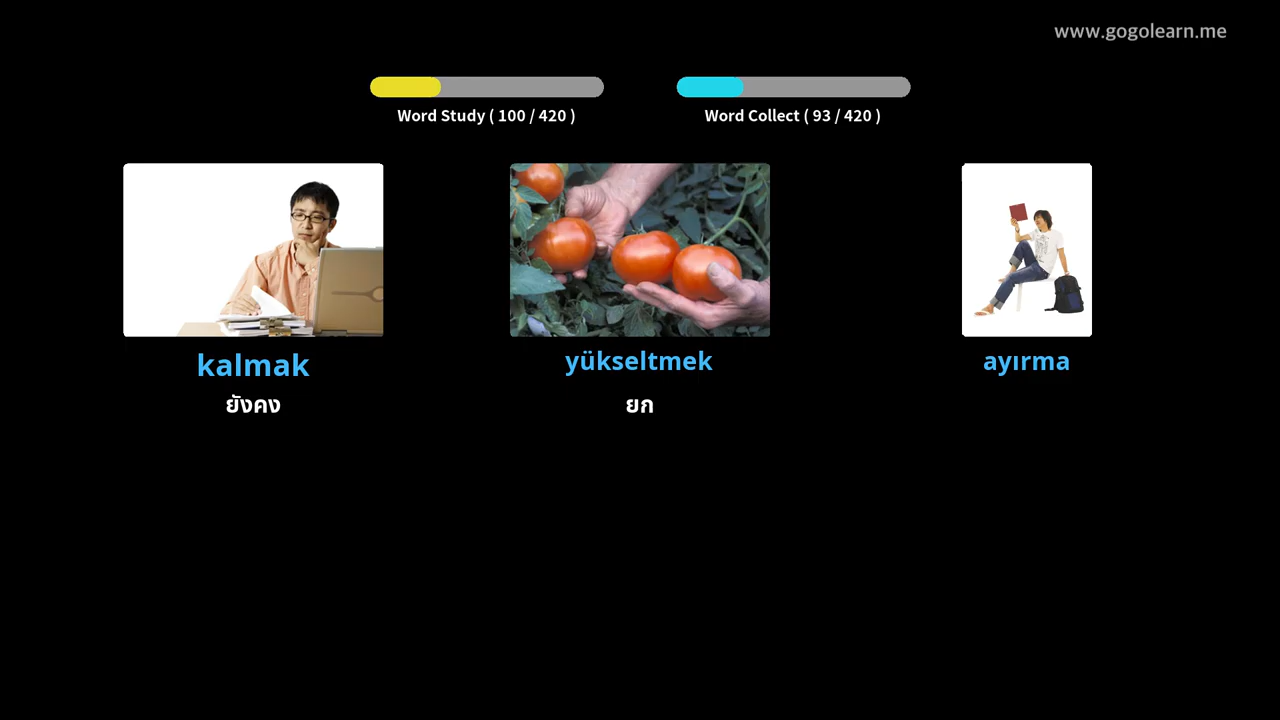 www.gogolearn.me
Word Study ( 100 / 420 )
Word Collect ( 93 / 420 )
kalmak
ยังคง
yükseltmek
ยก
ayırma